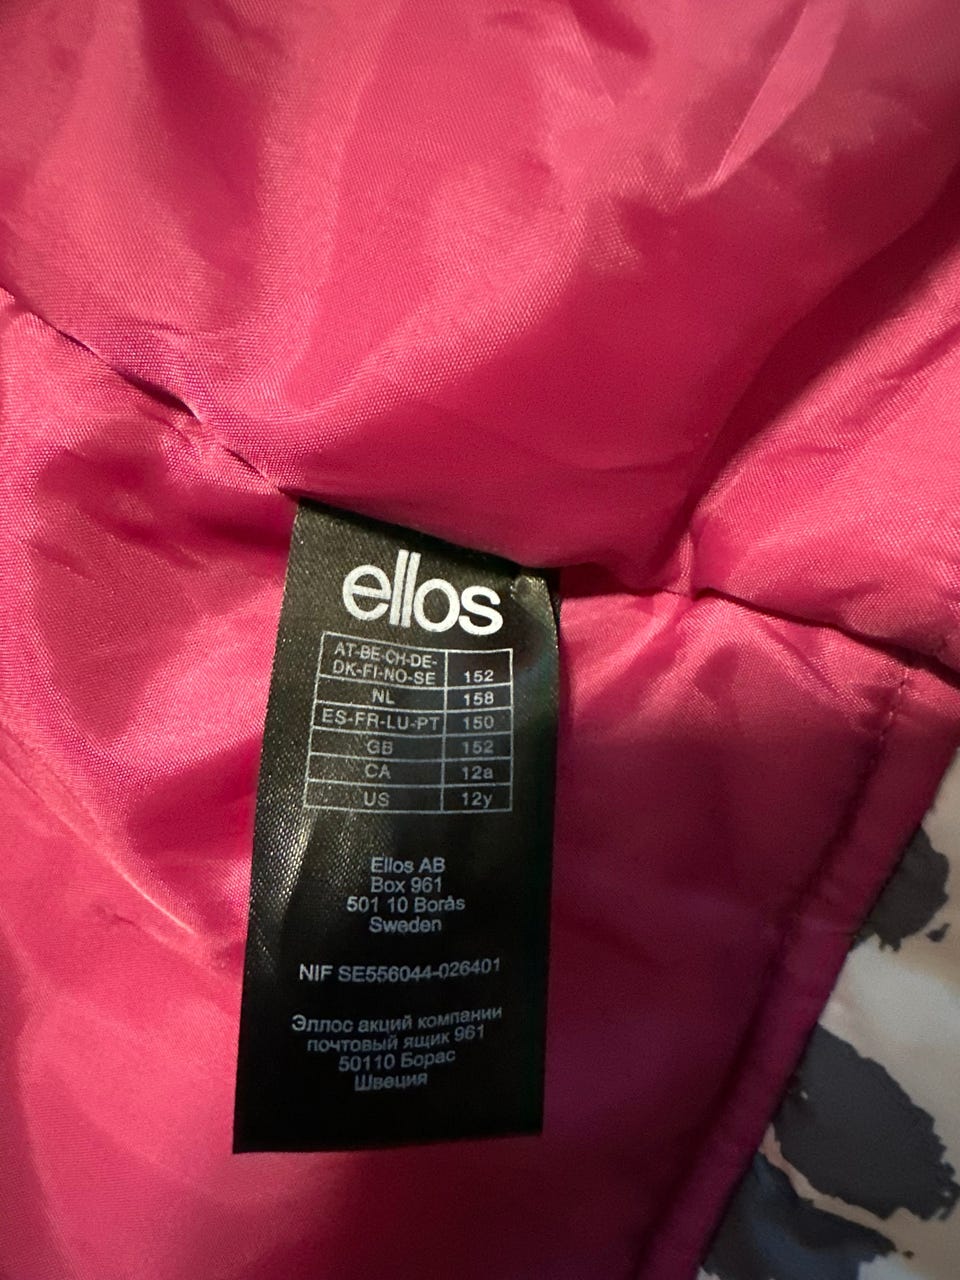 ellos
AT-BE-CH-DE-
DK-FI-NO-SE 152
NL 158
ES-FR-LU-PT 150
GB 152
CA 12a
US 12y
Ellos AB
Box 961
501 10 Borås
Sweden
NIF SE556044-026401
Эллос акций компании
почтовый ящик 961
50110 Борас
Швеция